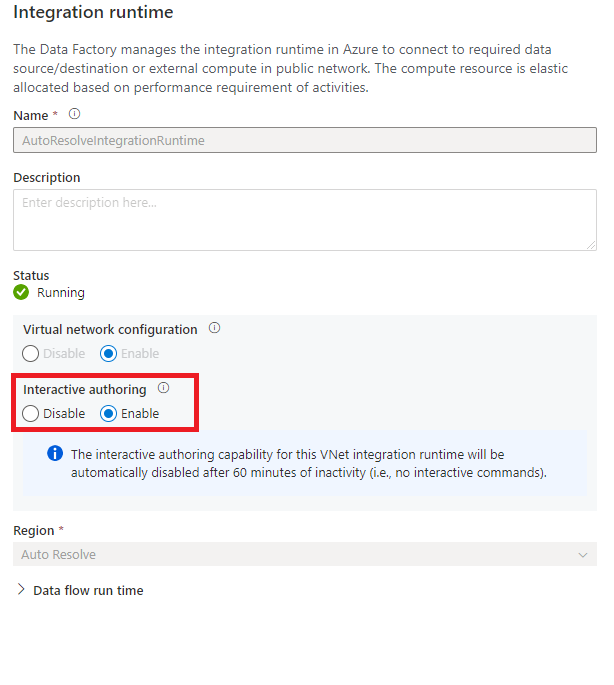 Integration runtime
The Data Factory manages the integration runtime in Azure to connect to required data
source/destination or external compute in public network. The compute resource is elastic
allocated based on performance requirement of activities.
Name *
AutoResolveIntegrationRuntime
Description
Enter description here...
Status
Running
Virtual network configuration
Disable Enable
Interactive authoring
Disable Enable
The interactive authoring capability for this VNet integration runtime will be
automatically disabled after 60 minutes of inactivity (i.e., no interactive commands).
Region *
Auto Resolve
Data flow run time